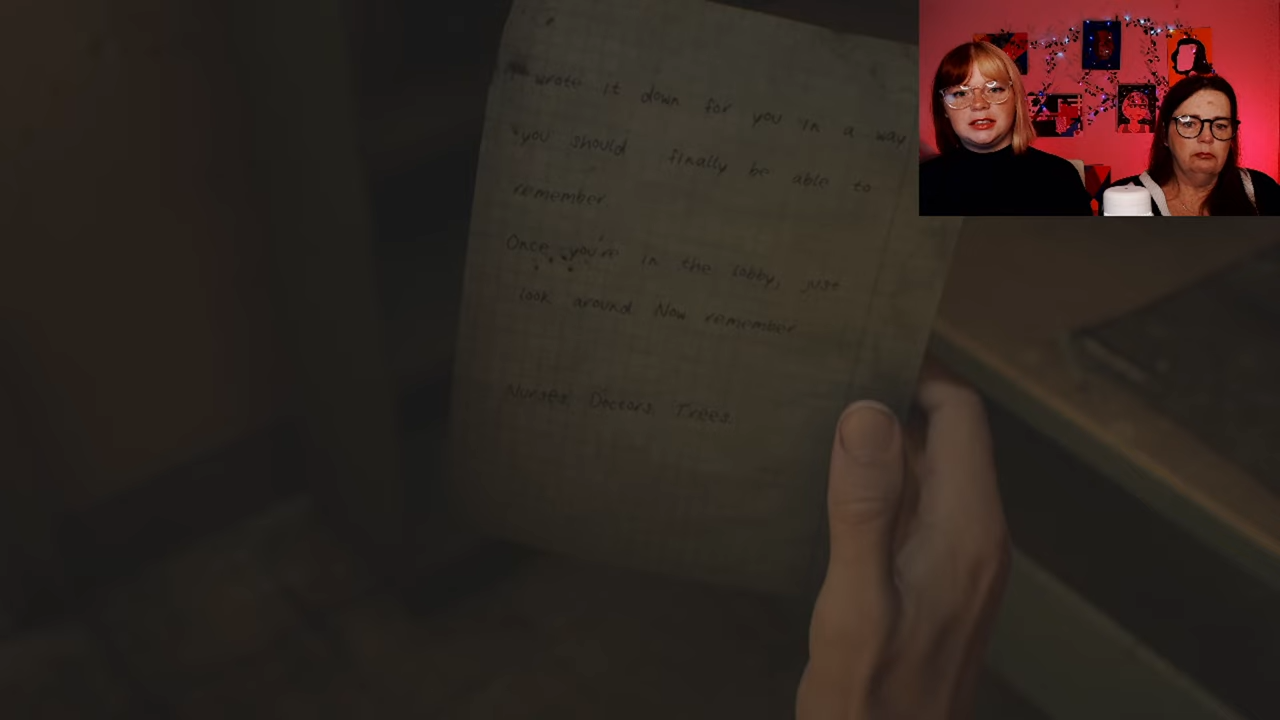 wrote it down for you in a way
you should finally be able to
remember.
Once you're in the lobby, just
look around. Now remember
Nurses. Doctors. Trees.